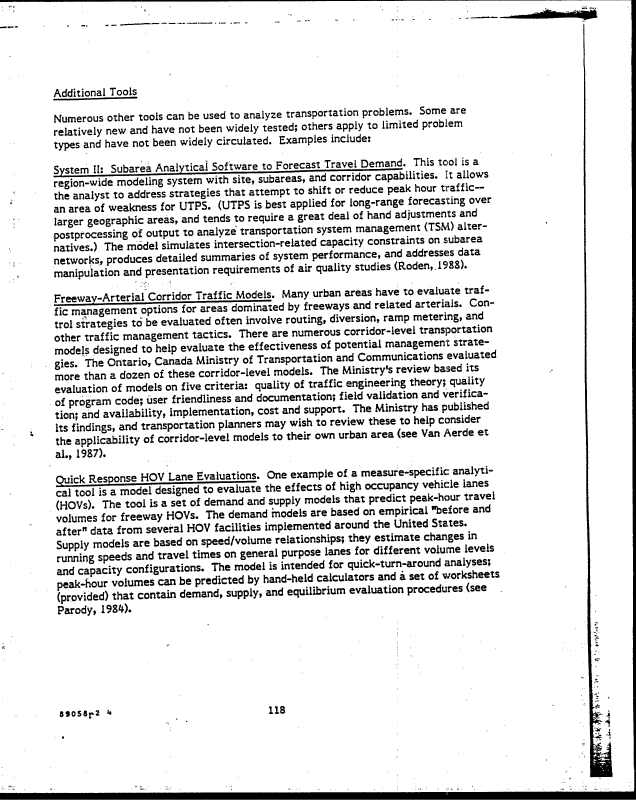 Additional Tools
Numerous other tools can be used to analyze transportation problems. Some are
relatively new and have not been widely tested; others apply to limited problem
types and have not been widely circulated. Examples include:
System II: Subarea Analytical Software to Forecast Travel Demand. This tool is a
region-wide modeling system with site, subareas, and corridor capabilities. It allows
the analyst to address strategies that attempt to shift or reduce peak hour traffic--
an area of weakness for UTPS. (UTPS is best applied for long-range forecasting over
larger geographic areas, and tends to require a great deal of hand adjustments and
postprocessing of output to analyze transportation system management (TSM) alter-
natives.) The model simulates intersection-related capacity constraints on subarea
networks, produces detailed summaries of system performance, and addresses data
manipulation and presentation requirements of air quality studies (Roden, 1988).
Freeway-Arterial Corridor Traffic Models. Many urban areas have to evaluate traf-
fic management options for areas dominated by freeways and related arterials. Con-
trol strategies to be evaluated often involve routing, diversion, ramp metering, and
other traffic management tactics. There are numerous corridor-level transportation
models designed to help evaluate the effectiveness of potential management strate-
gies. The Ontario, Canada Ministry of Transportation and Communications evaluated
more than a dozen of these corridor-level models. The Ministry's review based its
evaluation of models on five criteria: quality of traffic engineering theory; quality
of program code; user friendliness and documentation; field validation and verifica-
tion; and availability, implementation, cost and support. The Ministry has published
its findings, and transportation planners may wish to review these to help consider
the applicability of corridor-level models to their own urban area (see Van Aerde et
al., 1987).
Quick Response HOV Lane Evaluations. One example of a measure-specific analyti-
cal tool is a model designed to evaluate the effects of high occupancy vehicle lanes
(HOVs). The tool is a set of demand and supply models that predict peak-hour travel
volumes for freeway HOVs. The demand models are based on empirical "before and
after" data from several HOV facilities implemented around the United States.
Supply models are based on speed/volume relationships; they estimate changes in
running speeds and travel times on general purpose lanes for different volume levels
and capacity configurations. The model is intended for quick-turn-around analyses;
peak-hour volumes can be predicted by hand-held calculators and a set of worksheets
(provided) that contain demand, supply, and equilibrium evaluation procedures (see
Parody, 1984).
89058r2 4
118